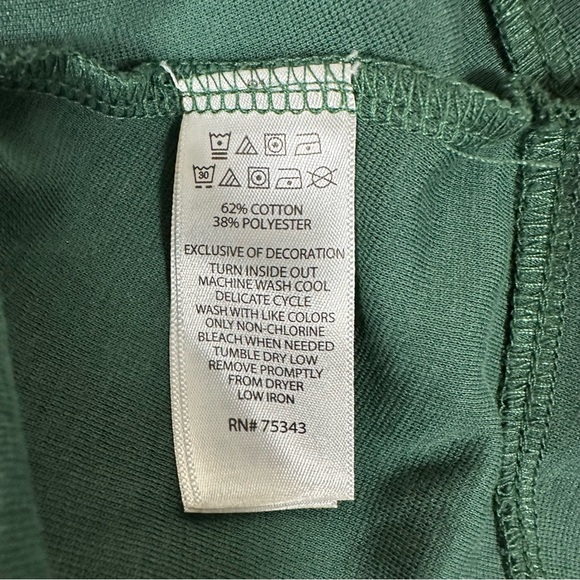 30
62% COTTON
38% POLYESTER
EXCLUSIVE OF DECORATION
TURN INSIDE OUT
MACHINE WASH COOL
DELICATE CYCLE
WASH WITH LIKE COLORS
ONLY NON-CHLORINE
BLEACH WHEN NEEDED
TUMBLE DRY LOW
REMOVE PROMPTLY
FROM DRYER
LOW IRON
RN# 75343